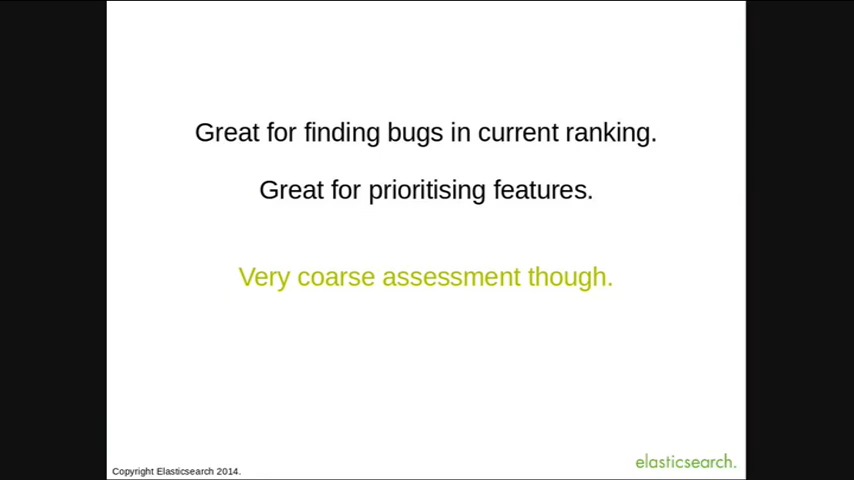 Great for finding bugs in current ranking.
Great for prioritising features.
Very coarse assessment though.
Copyright Elasticsearch 2014.
elasticsearch.